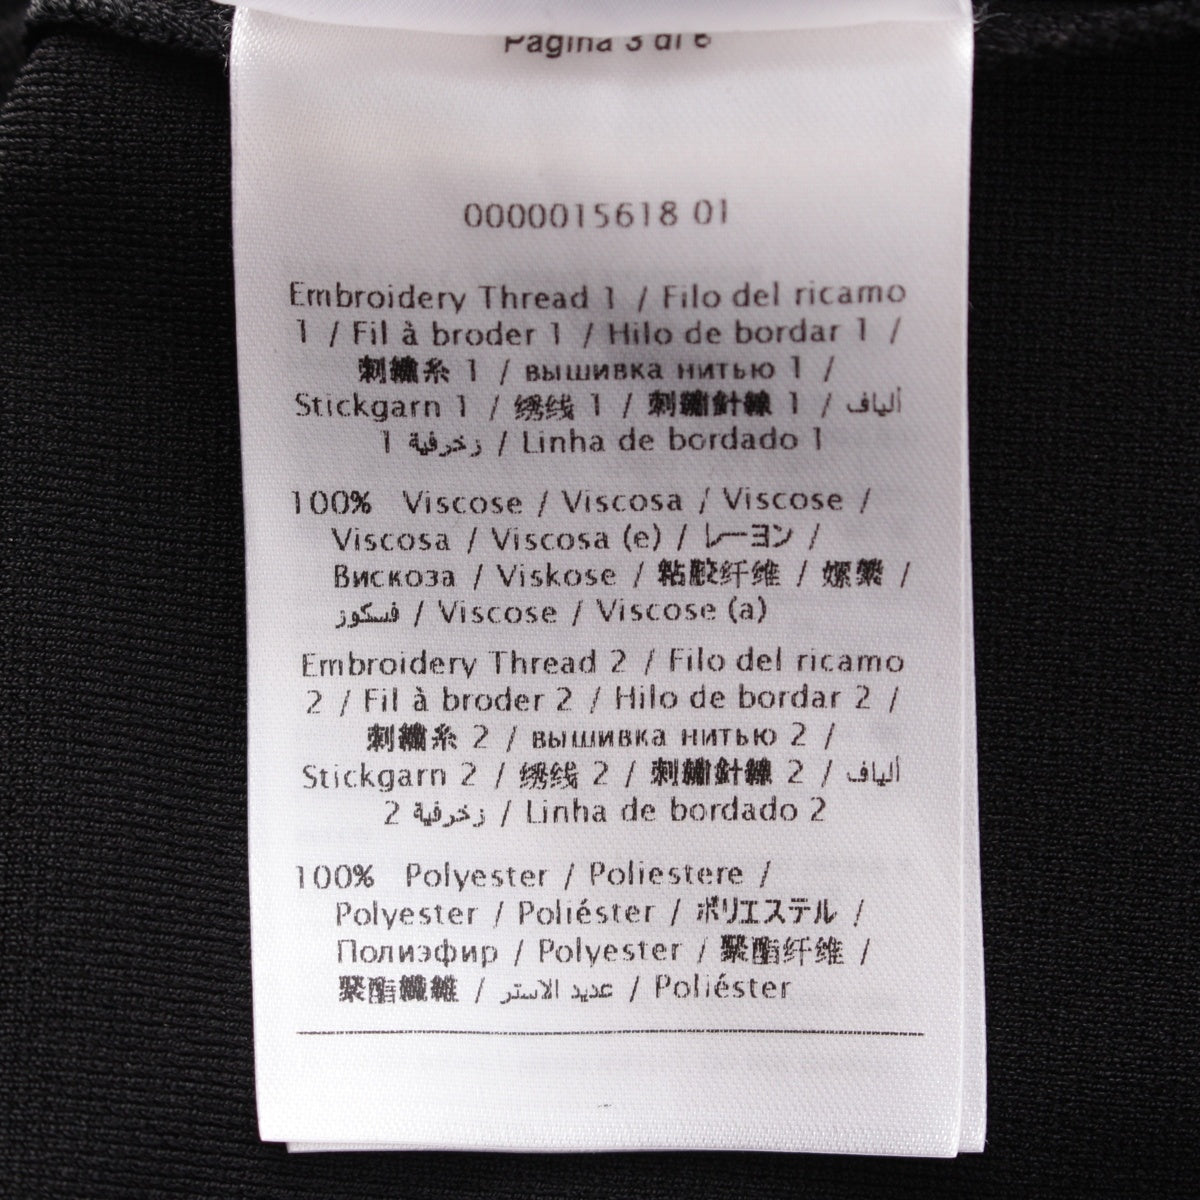 Pagina 3 di 6
0000015618 01
Embroidery Thread 1 / Filo del ricamo
1 / Fil à broder 1 / Hilo de bordar 1 /
刺繍糸 1 / вышивка нитью 1 /
Stickgarn 1 / 绣线 1 / 刺繡針線 1 / ألياف
زخرفية 1 / Linha de bordado 1
100% Viscose / Viscosa / Viscose /
Viscosa / Viscosa (e) / レーヨン /
Вискоза / Viskose / 粘胶纤维 / 嫘縈 /
فسكوز / Viscose / Viscose (a)
Embroidery Thread 2 / Filo del ricamo
2 / Fil à broder 2 / Hilo de bordar 2 /
刺繍糸 2 / вышивка нитью 2 /
Stickgarn 2 / 绣线 2 / 刺繡針線 2 / ألياف
زخرفية 2 / Linha de bordado 2
100% Polyester / Poliestere /
Polyester / Poliéster / ポリエステル /
Полиэфир / Polyester / 聚酯纤维 /
聚酯纖維 / عديد الاستر / Poliéster